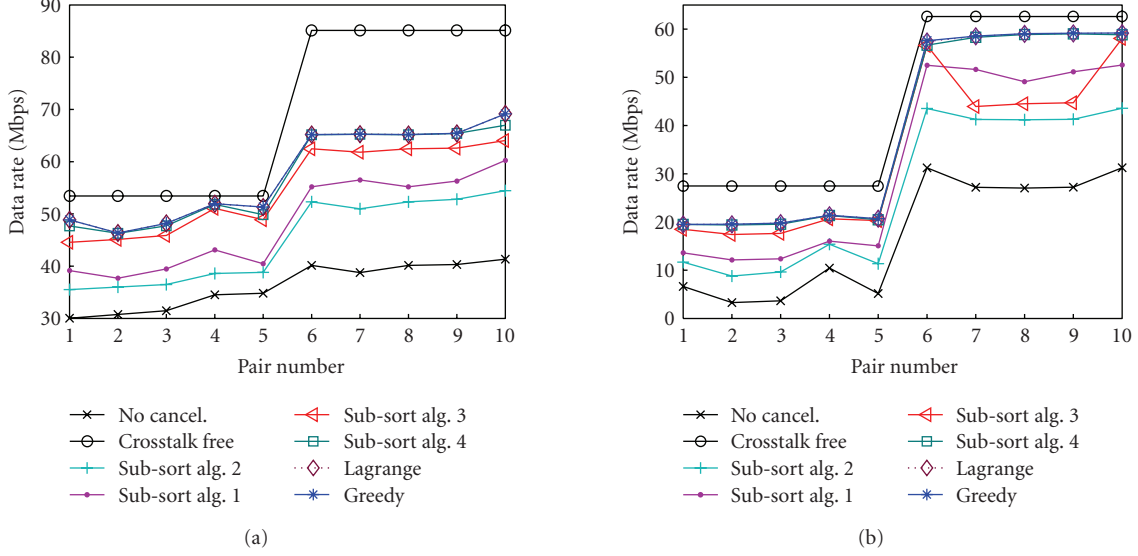 90
80
70
60
50
40
30
Data rate (Mbps)
1 2 3 4 5 6 7 8 9 10
Pair number
No cancel.
Crosstalk free
Sub-sort alg. 2
Sub-sort alg. 1
Sub-sort alg. 3
Sub-sort alg. 4
Lagrange
Greedy
(a)
60
50
40
30
20
10
0
Data rate (Mbps)
1 2 3 4 5 6 7 8 9 10
Pair number
No cancel.
Crosstalk free
Sub-sort alg. 2
Sub-sort alg. 1
Sub-sort alg. 3
Sub-sort alg. 4
Lagrange
Greedy
(b)